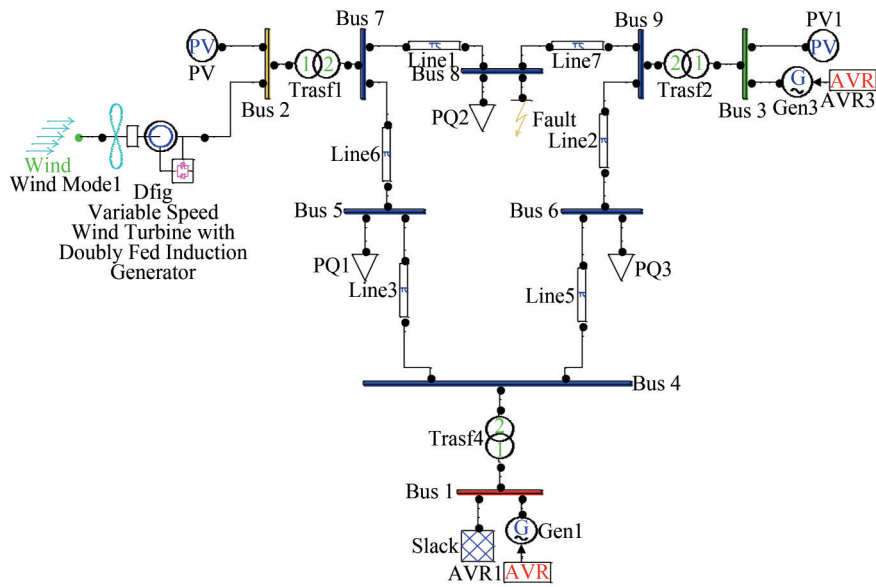 Bus 7
Bus 9
PV1
PV
PV
1
2
Line1
Line7
2
1
PV
PV
Trasf1
Bus 8
Trasf2
G
AVR
Bus 2
Bus 3
Gen3
AVR3
PQ2
Fault
Line2
Wind
Wind Mode1
Line6
Dfig
Variable Speed
Wind Turbine with
Doubly Fed Induction
Generator
Bus 5
Bus 6
PQ1
PQ3
Line3
Line5
Bus 4
2
1
Trasf4
Bus 1
G
Gen1
Slack
AVR1
AVR